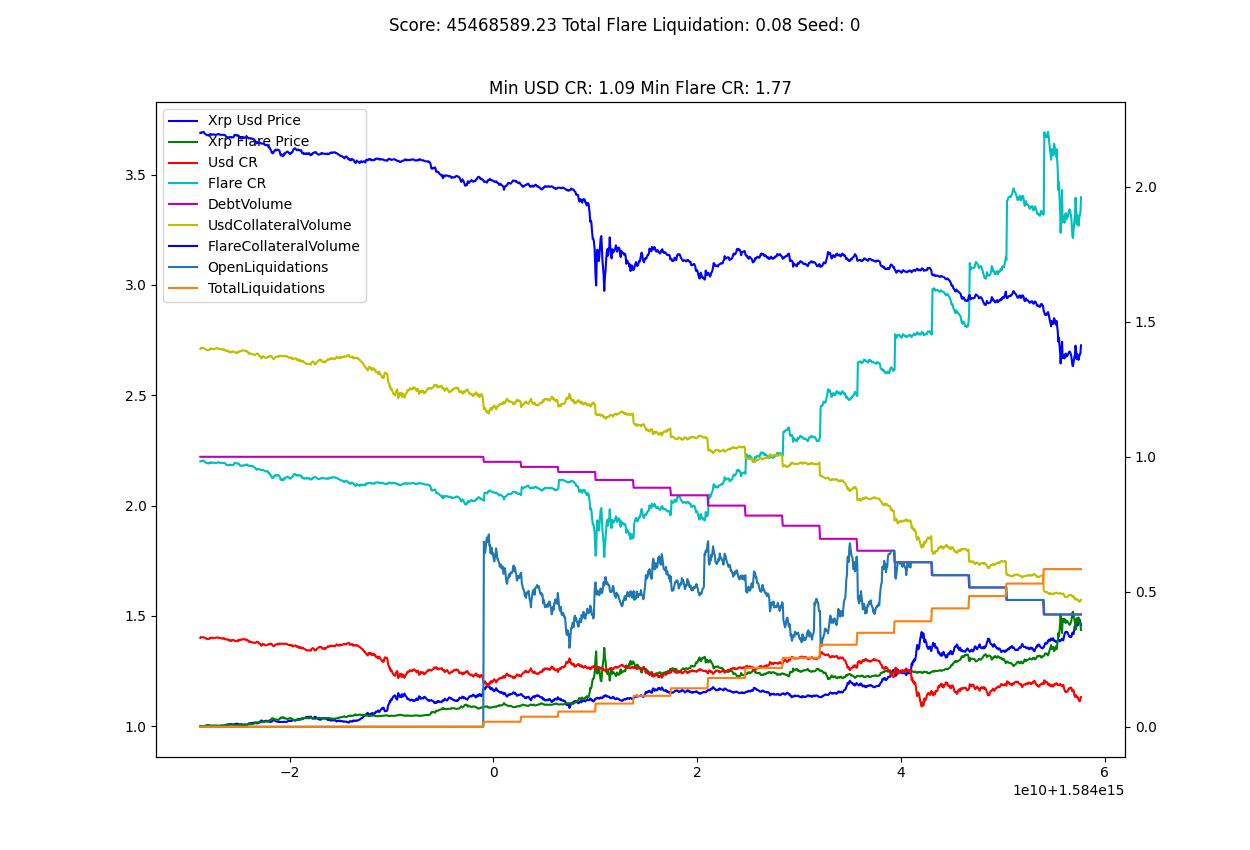 Score: 45468589.23 Total Flare Liquidation: 0.08 Seed: 0
Min USD CR: 1.09 Min Flare CR: 1.77
Xrp Usd Price
Xrp Flare Price
Usd CR
Flare CR
DebtVolume
UsdCollateralVolume
FlareCollateralVolume
OpenLiquidations
TotalLiquidations
3.5
3.0
2.5
2.0
1.5
1.0
2.0
1.5
1.0
0.5
0.0
−2
0
2
4
6
1e10+1.584e15